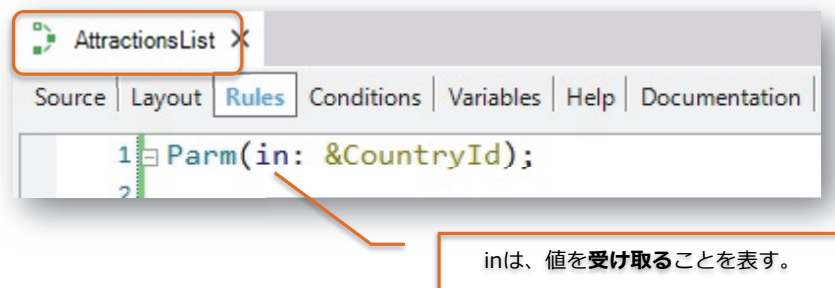 AttractionsList X
Source | Layout | Rules | Conditions | Variables | Help | Documentation |
1 Parm(in: &CountryId);
2
inは、値を受け取ることを表す。